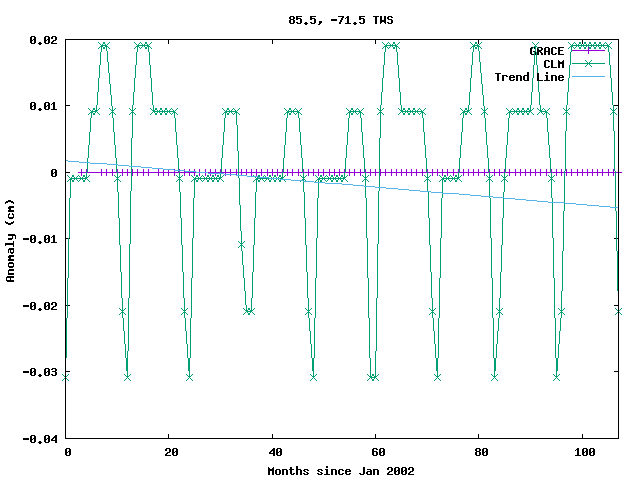 85.5, -71.5 TWS
0.02
GRACE
CLM
Trend Line
0.01
0
-0.01
-0.02
-0.03
-0.04
Anomaly (cm)
0 20 40 60 80 100
Months since Jan 2002